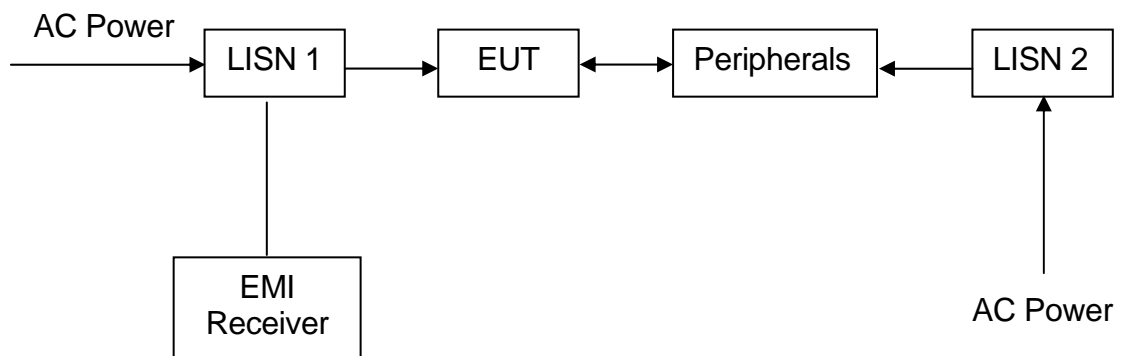 AC Power
LISN 1
EUT
Peripherals
LISN 2
EMI
Receiver
AC Power